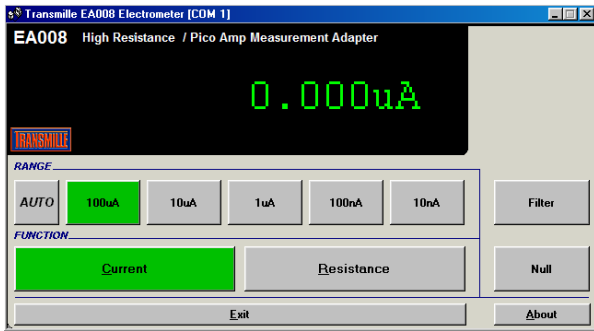 Transmille EA008 Electrometer [COM 1]
EA008 High Resistance / Pico Amp Measurement Adapter
0.000uA
TRANSMILLE
RANGE
AUTO 100uA 10uA 1uA 100nA 10nA Filter
FUNCTION
Current Resistance Null
Exit About